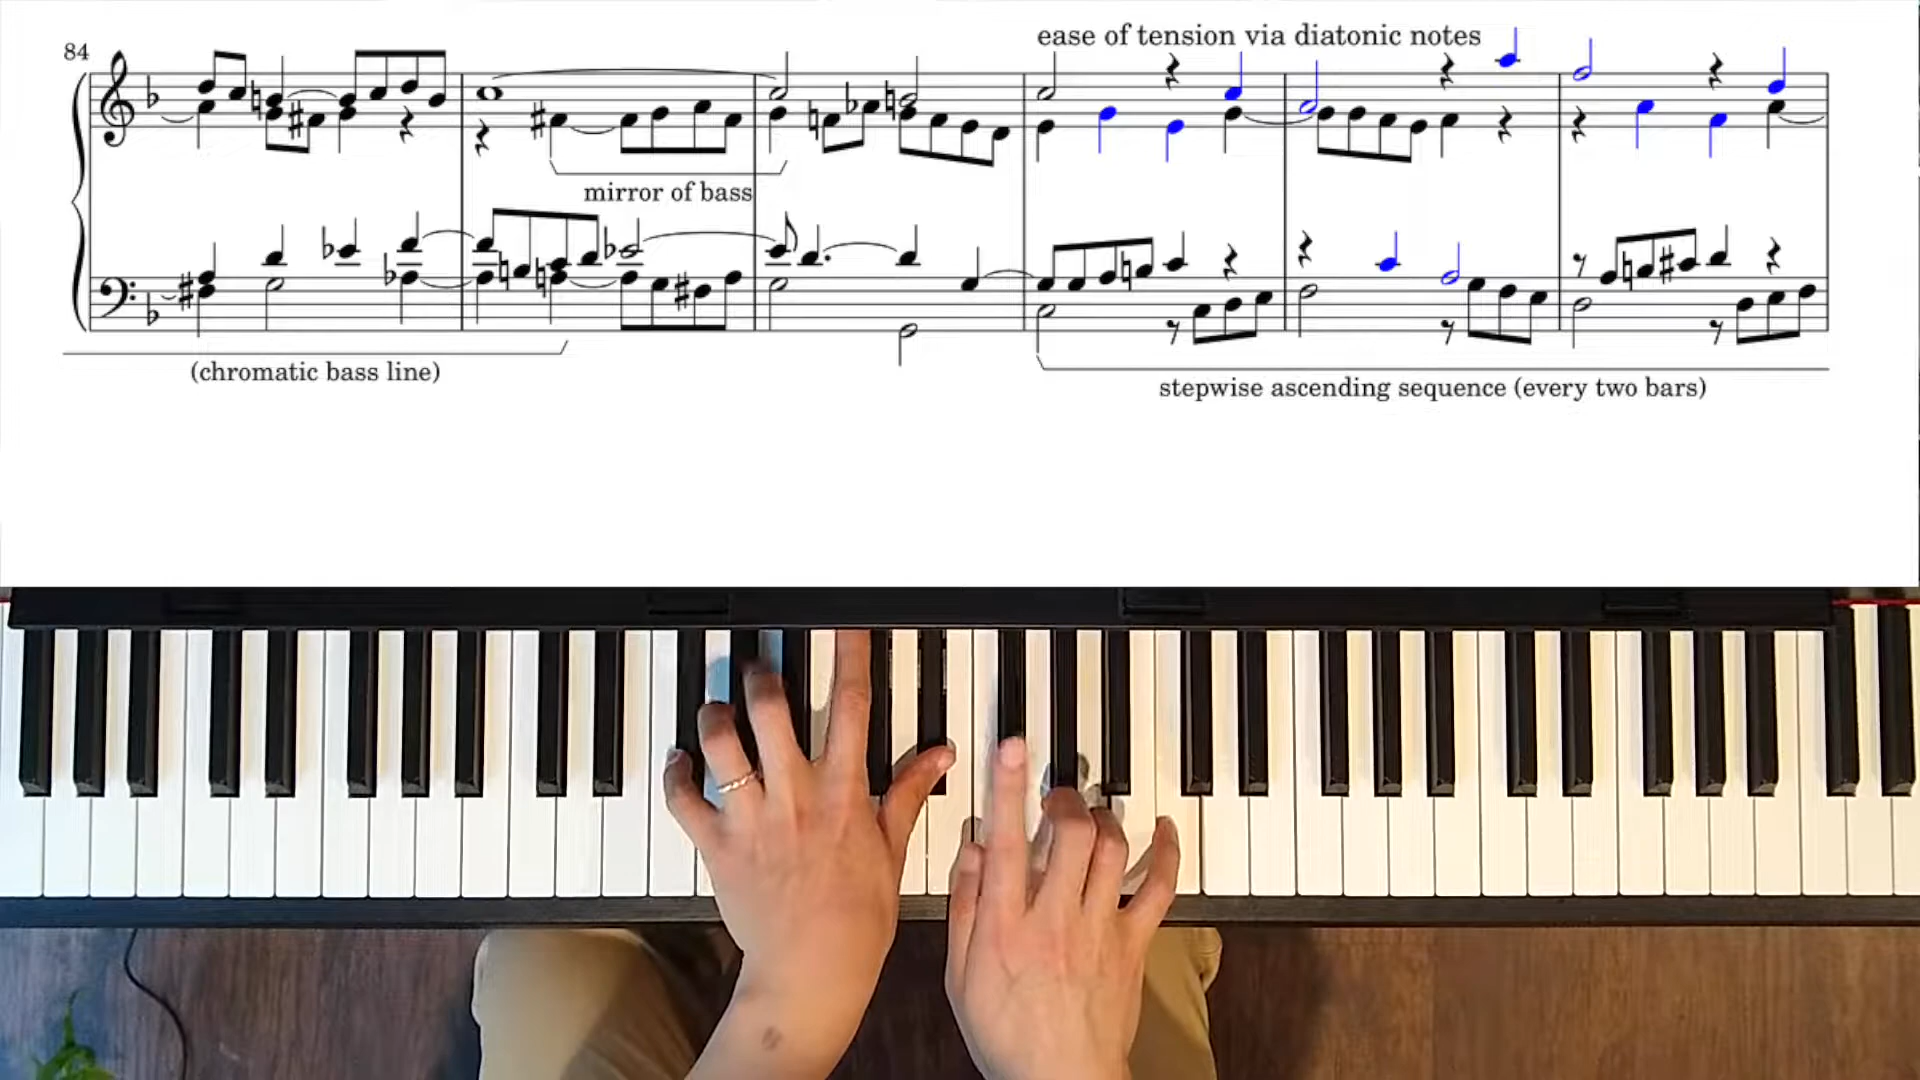 ease of tension via diatonic notes
84
mirror of bass
(chromatic bass line)
stepwise ascending sequence (every two bars)